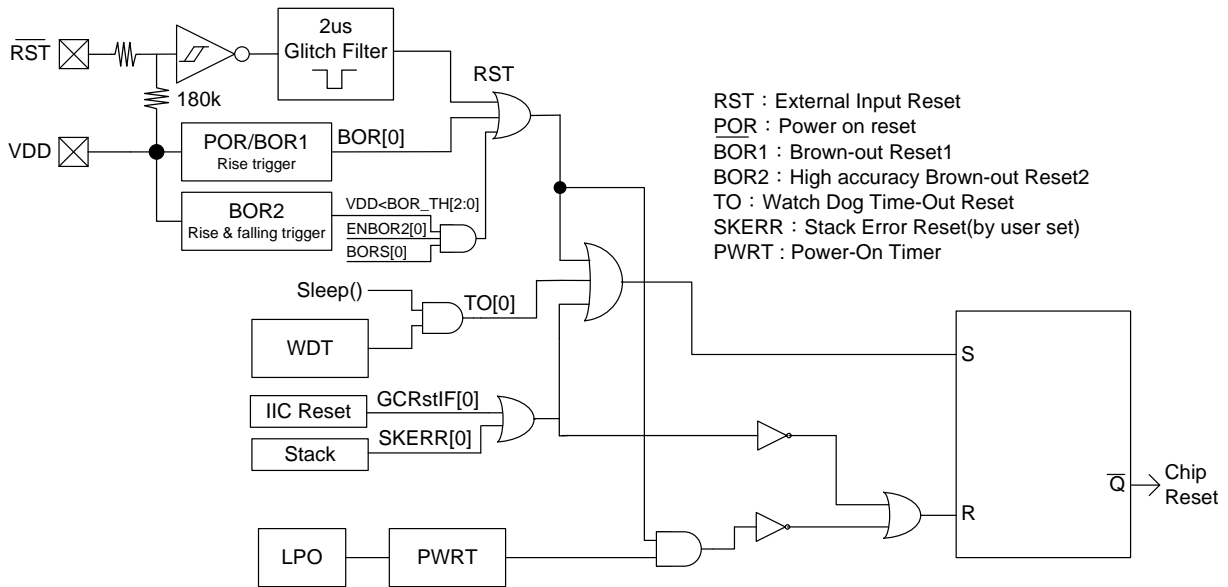 RST
2us
Glitch Filter
180k
RST
VDD
POR/BOR1
Rise trigger
BOR[0]
BOR2
Rise & falling trigger
VDD<BOR_TH[2:0]
ENBOR2[0]
BORS[0]
RST：External Input Reset
POR：Power on reset
BOR1：Brown-out Reset1
BOR2：High accuracy Brown-out Reset2
TO：Watch Dog Time-Out Reset
SKERR：Stack Error Reset(by user set)
PWRT : Power-On Timer
Sleep()
TO[0]
WDT
IIC Reset
GCRstIF[0]
Stack
SKERR[0]
LPO
PWRT
S
R
Q
Chip
Reset